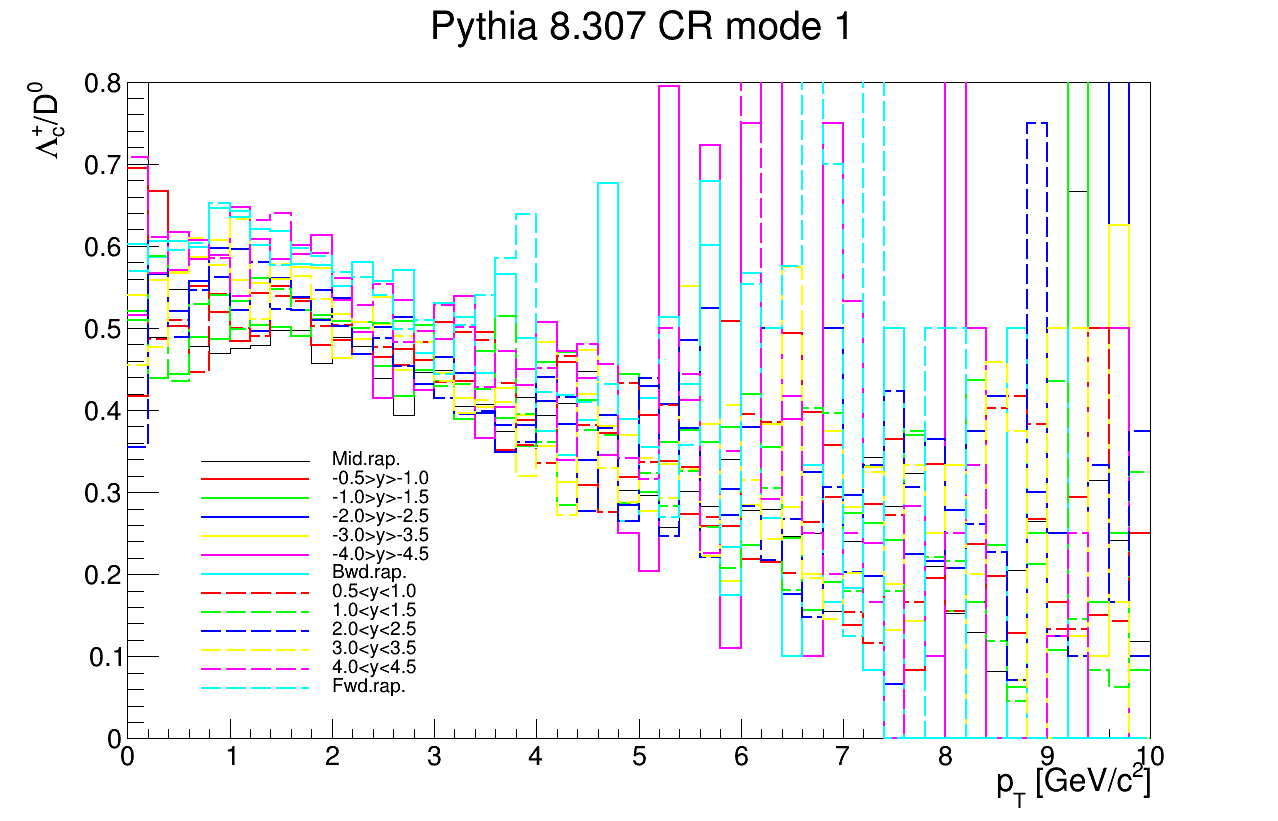 Pythia 8.307 CR mode 1
Λc+/D0
0.8
0.7
0.6
0.5
0.4
0.3
0.2
0.1
0
Mid.rap.
-0.5>y>-1.0
-1.0>y>-1.5
-2.0>y>-2.5
-3.0>y>-3.5
-4.0>y>-4.5
Bwd.rap.
0.5<y<1.0
1.0<y<1.5
2.0<y<2.5
3.0<y<3.5
4.0<y<4.5
Fwd.rap.
0 1 2 3 4 5 6 7 8 9 10
pT [GeV/c2]